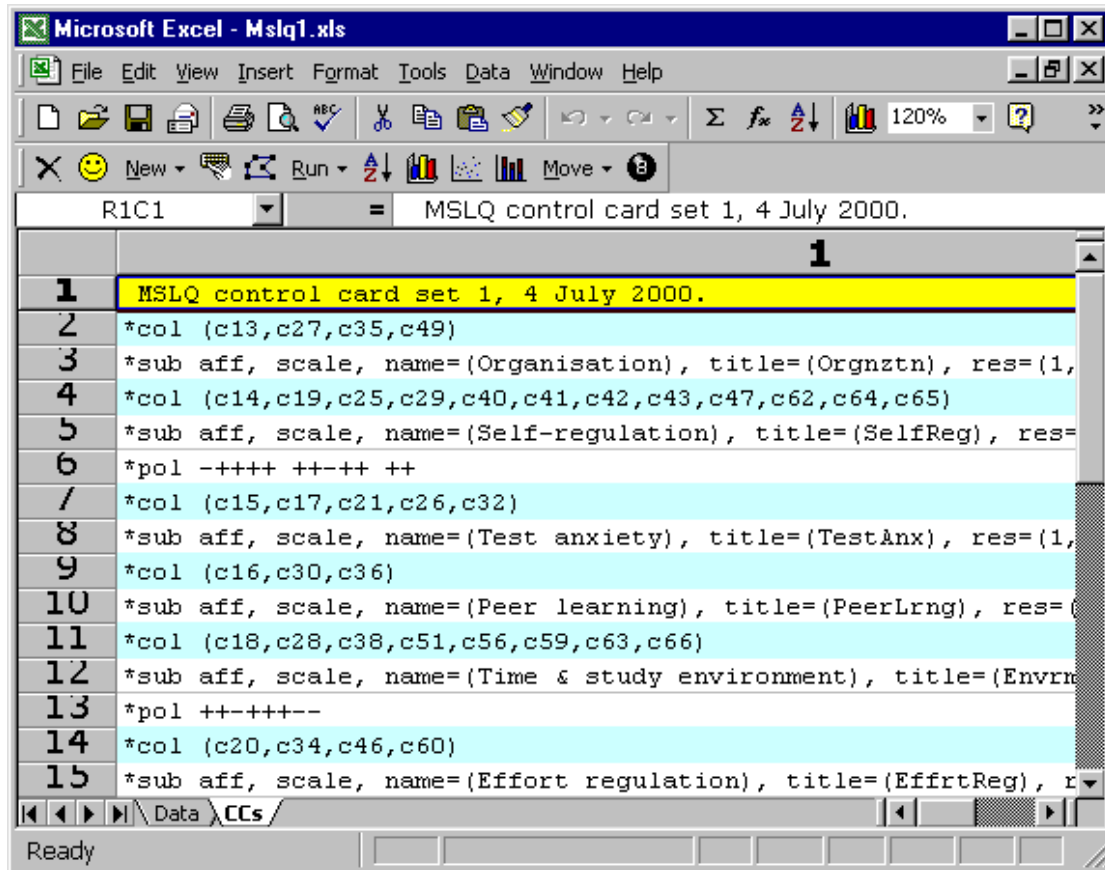 Microsoft Excel - Mslq1.xls
File Edit View Insert Format Tools Data Window Help
ABC Σ fx A Z 120% ? »
New Run A Z Move 8
R1C1 = MSLQ control card set 1, 4 July 2000.
1
1 MSLQ control card set 1, 4 July 2000.
2 *col (c13,c27,c35,c49)
3 *sub aff, scale, name=(Organisation), title=(Orgnztn), res=(1,
4 *col (c14,c19,c25,c29,c40,c41,c42,c43,c47,c62,c64,c65)
5 *sub aff, scale, name=(Self-regulation), title=(SelfReg), res=
6 *pol -++++ ++-++ ++
7 *col (c15,c17,c21,c26,c32)
8 *sub aff, scale, name=(Test anxiety), title=(TestAnx), res=(1,
9 *col (c16,c30,c36)
10 *sub aff, scale, name=(Peer learning), title=(PeerLrng), res=(
11 *col (c18,c28,c38,c51,c56,c59,c63,c66)
12 *sub aff, scale, name=(Time & study environment), title=(Envrm
13 *pol ++-+++--
14 *col (c20,c34,c46,c60)
15 *sub aff, scale, name=(Effort regulation), title=(EffrtReg), r
Data CCs
Ready